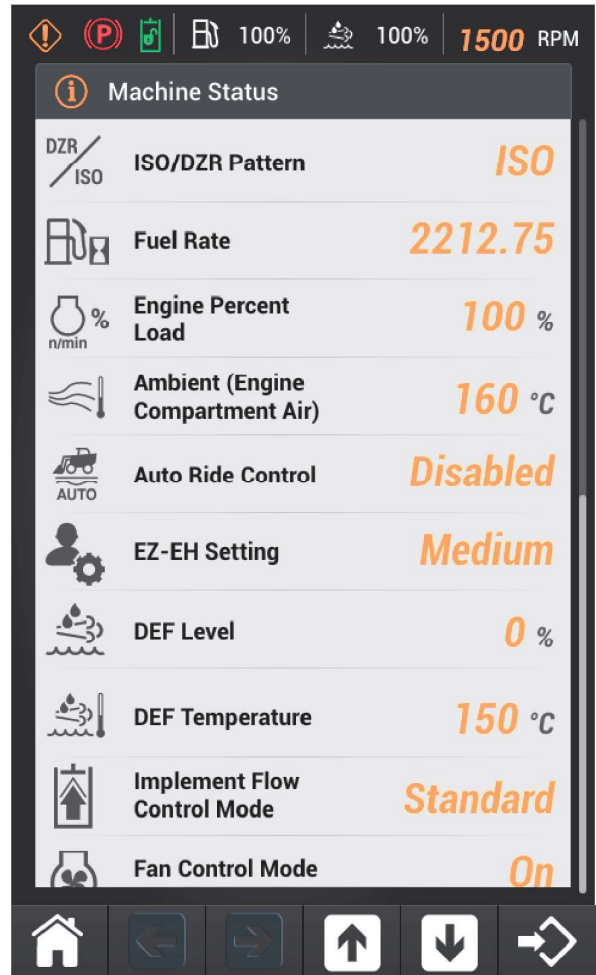 (P) 100% 100% 1500 RPM
i Machine Status
DZR/ISO ISO/DZR Pattern ISO
Fuel Rate 2212.75
% n/min Engine Percent
Load 100 %
Ambient (Engine
Compartment Air) 160 °C
AUTO Auto Ride Control Disabled
EZ-EH Setting Medium
DEF Level 0 %
DEF Temperature 150 °C
Implement Flow
Control Mode Standard
Fan Control Mode On